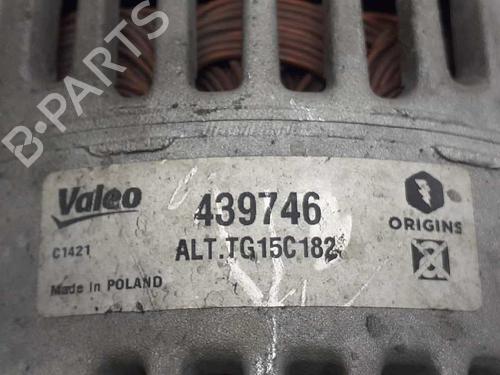 B-PARTS
Valeo
439746
ORIGINS
C1421
ALT.TG15C182
Made in POLAND